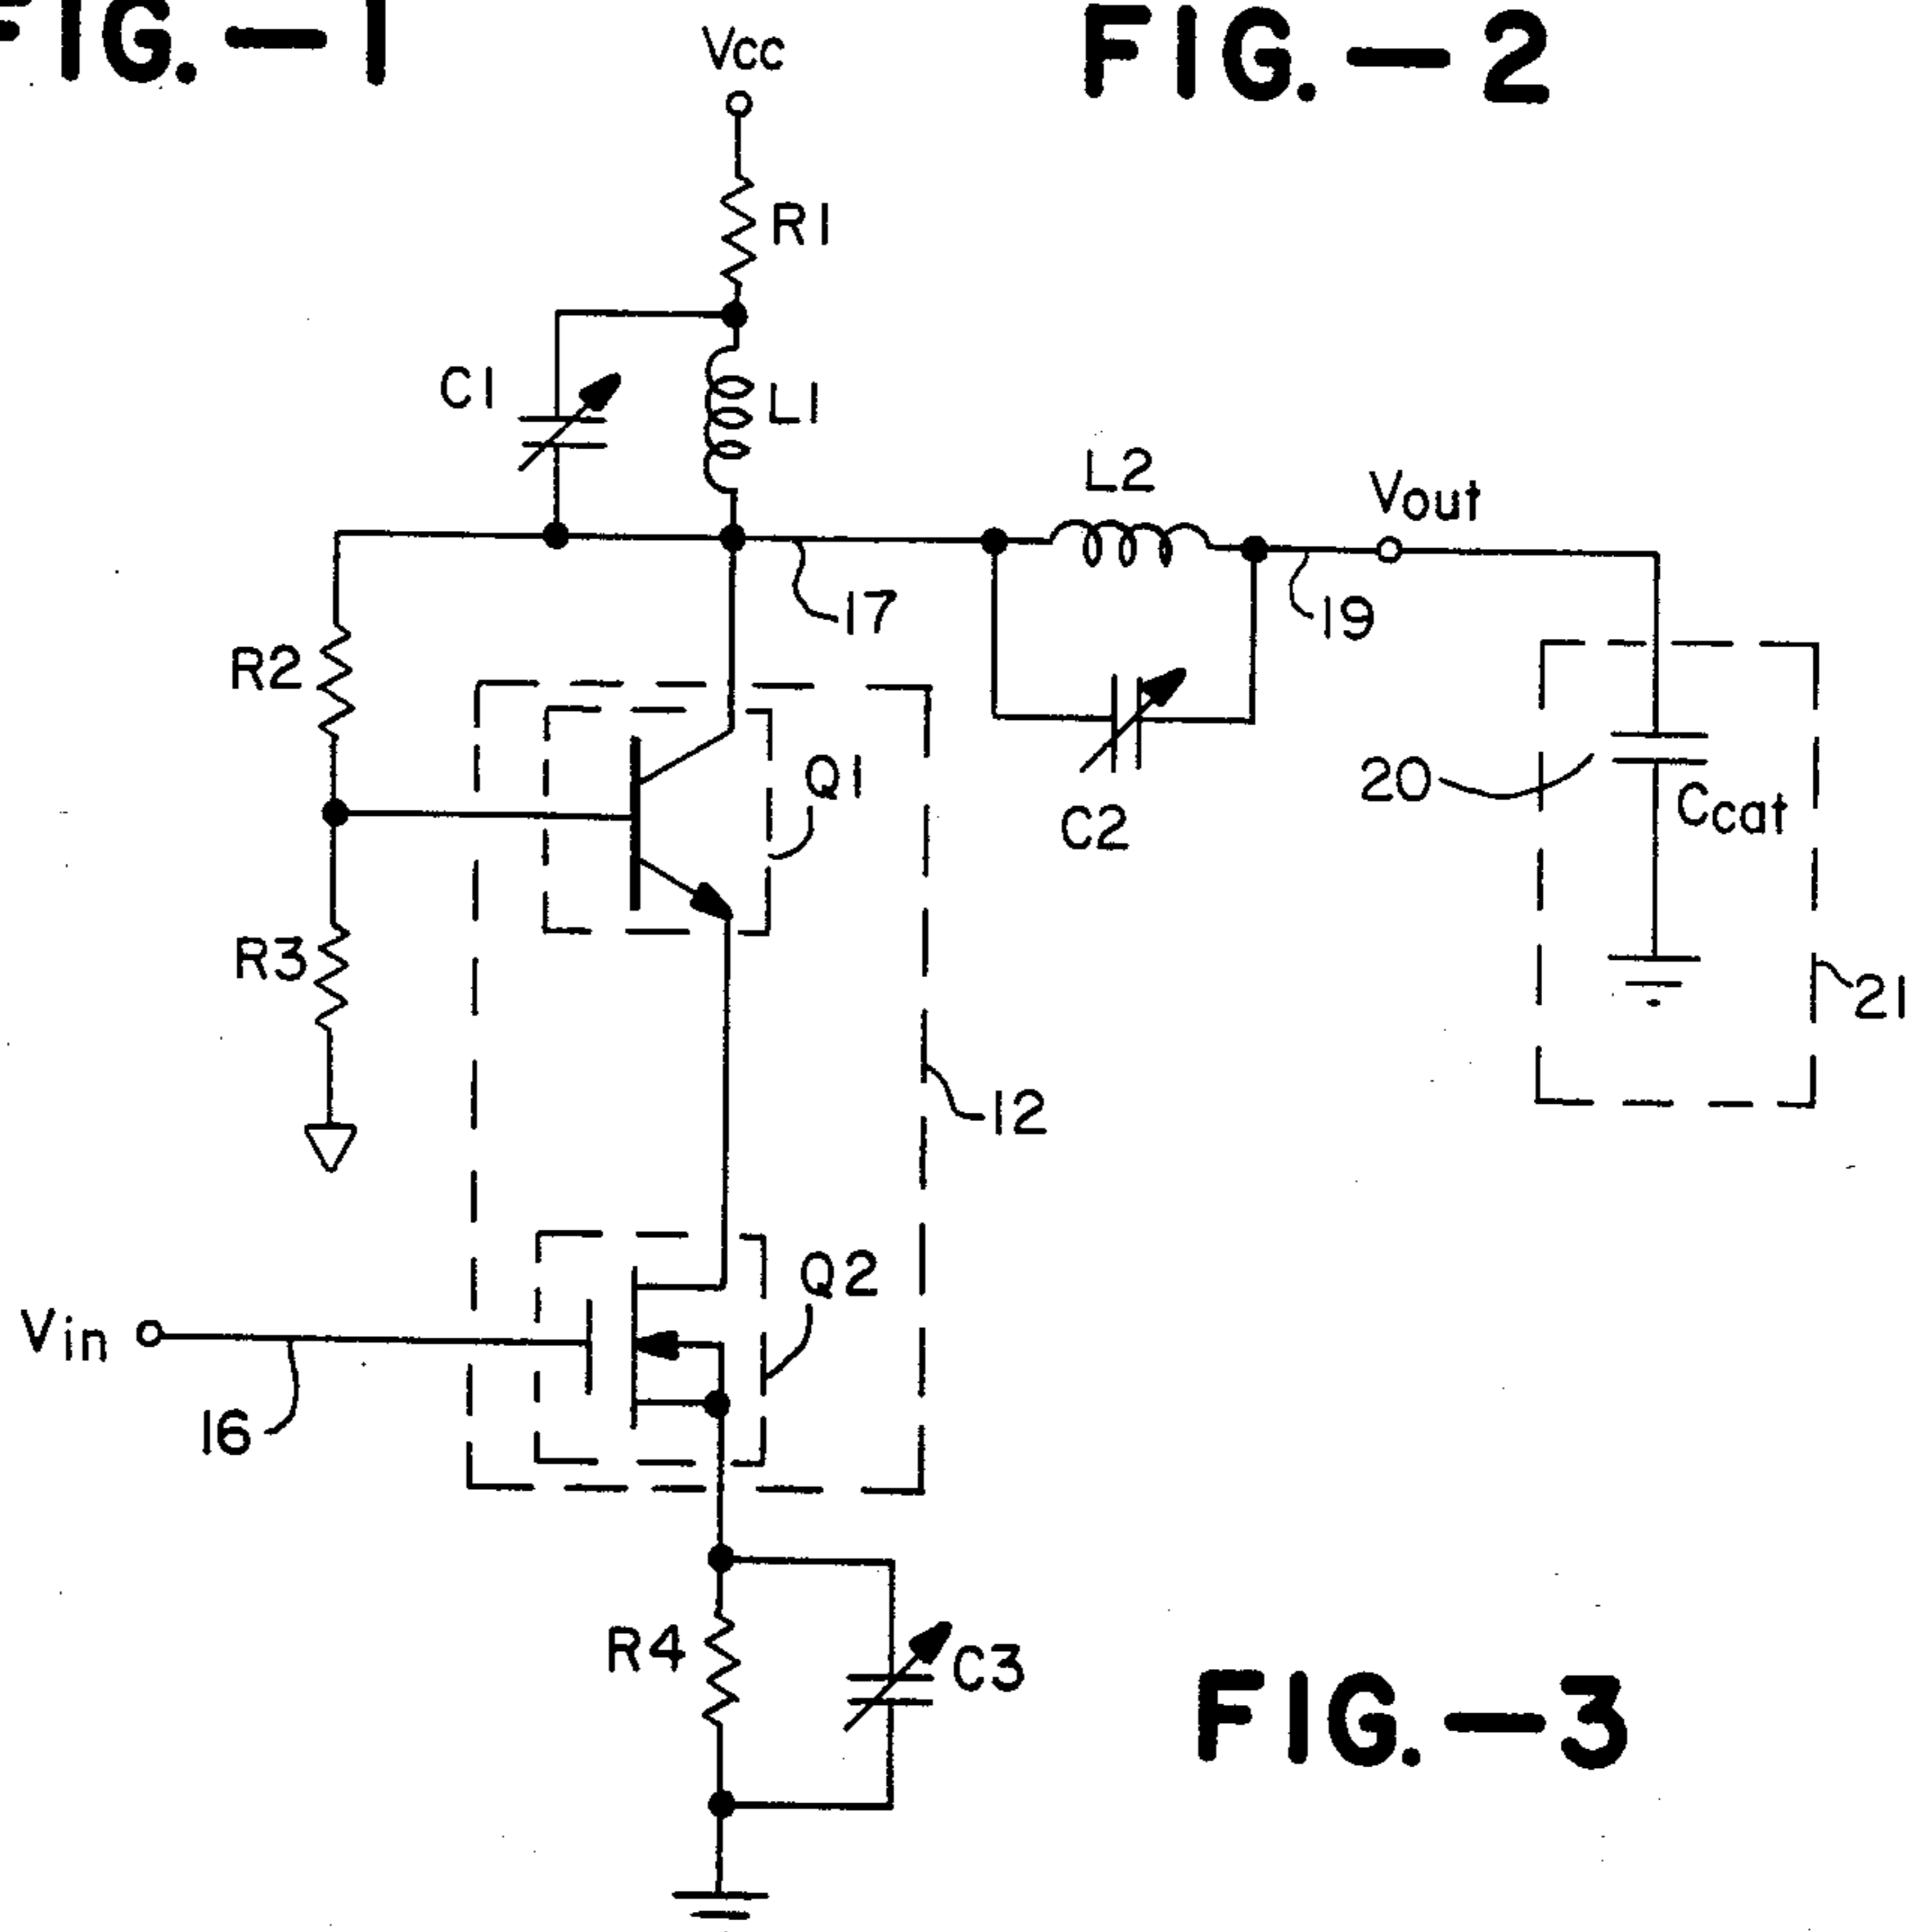 FIG.-1
FIG.-2
Vcc
R1
C1
L1
L2
Vout
17
19
R2
Q1
C2
20
Ccat
R3
21
12
Q2
Vin
16
R4
C3
FIG.-3